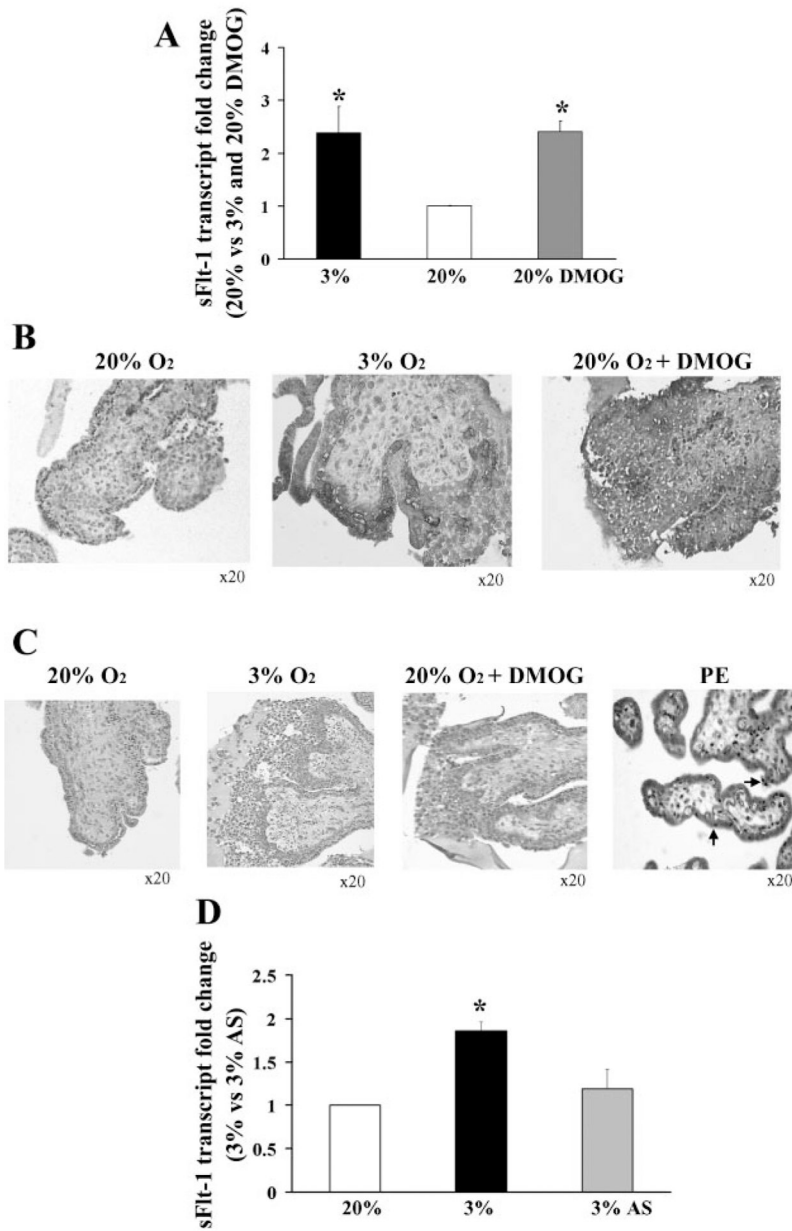 A
sFlt-1 transcript fold change
(20% vs 3% and 20% DMOG)
4
3
2
1
0
*
*
3%
20%
20% DMOG
B
20% O2
3% O2
20% O2 + DMOG
x20
x20
x20
C
20% O2
3% O2
20% O2 + DMOG
PE
x20
x20
x20
x20
D
sFlt-1 transcript fold change
(3% vs 3% AS)
2.5
2
1.5
1
0.5
0
*
20%
3%
3% AS